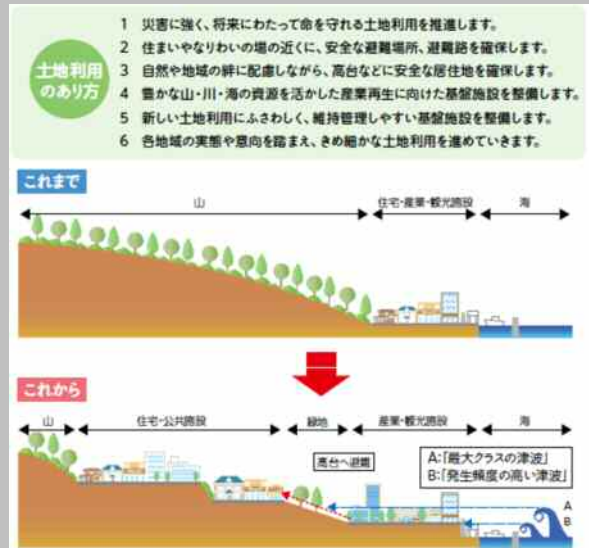 土地利用
のあり方
1 災害に強く、将来にわたって命を守れる土地利用を推進します。
2 住まいやなりわいの場の近くに、安全な避難場所、避難路を確保します。
3 自然や地域の絆に配慮しながら、高台などに安全な居住地を確保します。
4 豊かな山・川・海の資源を活かした産業再生に向けた基盤施設を整備します。
5 新しい土地利用にふさわしく、維持管理しやすい基盤施設を整備します。
6 各地域の実態や意向を踏まえ、きめ細かな土地利用を進めていきます。
これまで
山 住宅・産業・観光施設 海
これから
山 住宅・公共施設 緑地 産業・観光施設 海
高台へ避難
A:「最大クラスの津波」
B:「発生頻度の高い津波」
A
B